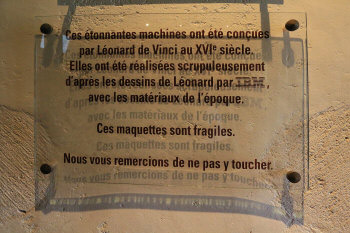 Ces étonnantes machines ont été conçues
par Léonard de Vinci au XVIe siècle.
Elles ont été réalisées scrupuleusement
d'après les dessins de Léonard par IBM,
avec les matériaux de l'époque.
Ces maquettes sont fragiles.
Nous vous remercions de ne pas y toucher.